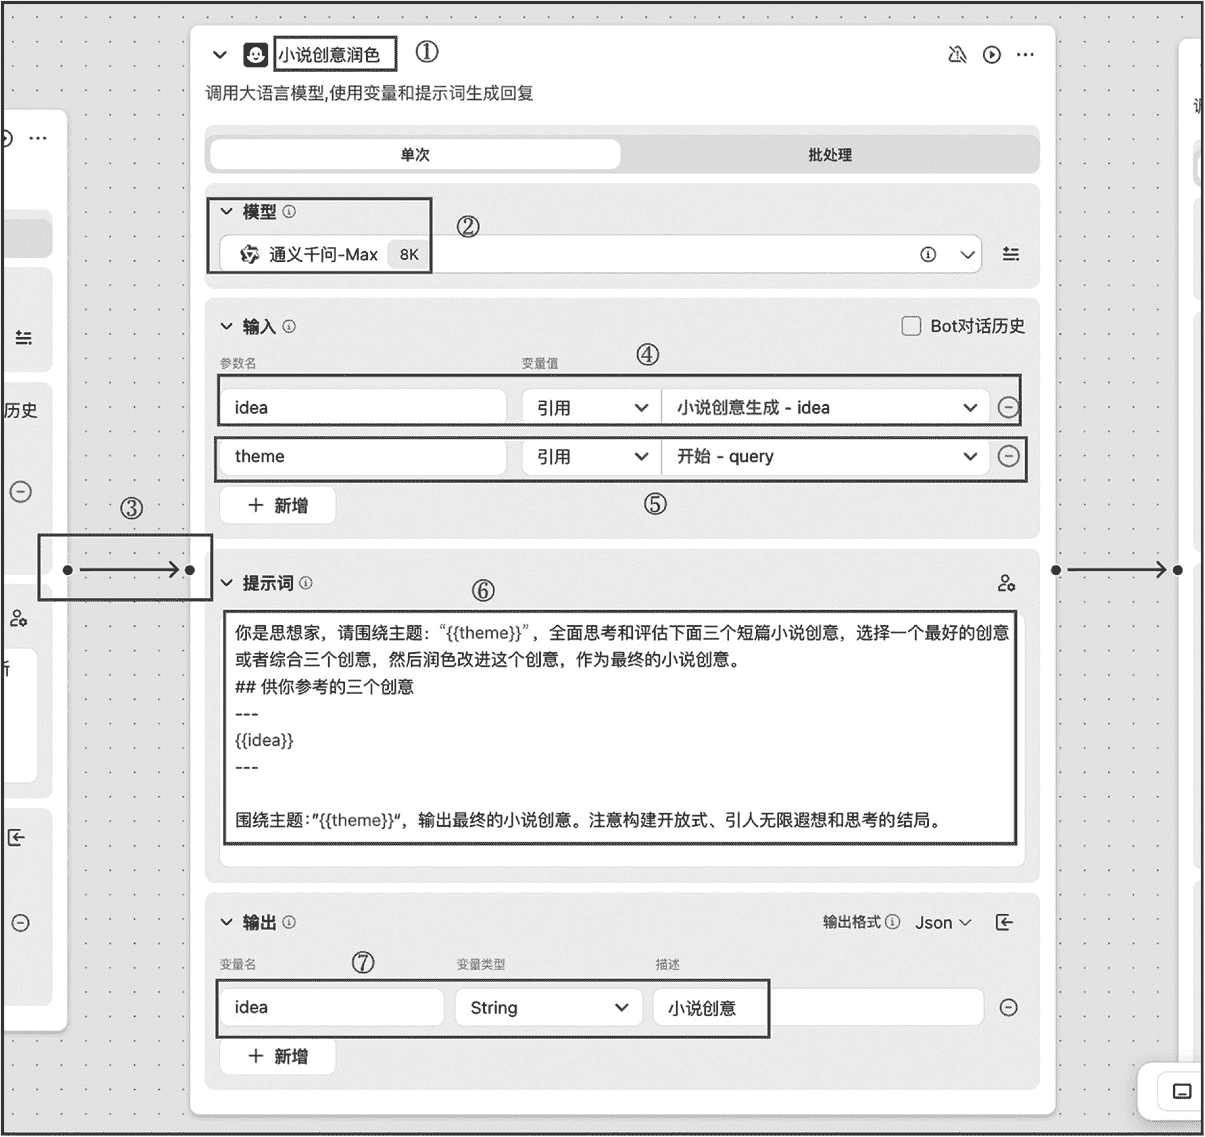 小说创意润色 ①
调用大语言模型,使用变量和提示词生成回复
单次 批处理
模型 ②
通义千问-Max 8K
输入 Bot对话历史
参数名 变量值 ④
idea 引用 小说创意生成 - idea
theme 引用 开始 - query
历史
+ 新增 ⑤
③
提示词 ⑥
你是思想家，请围绕主题：“{{theme}}”，全面思考和评估下面三个短篇小说创意，选择一个最好的创意
或者综合三个创意，然后润色改进这个创意，作为最终的小说创意。
## 供你参考的三个创意
---
{{idea}}
---
围绕主题："{{theme}}"，输出最终的小说创意。注意构建开放式、引人无限遐想和思考的结局。
输出 输出格式 Json
变量名 ⑦ 变量类型 描述
idea String 小说创意
+ 新增